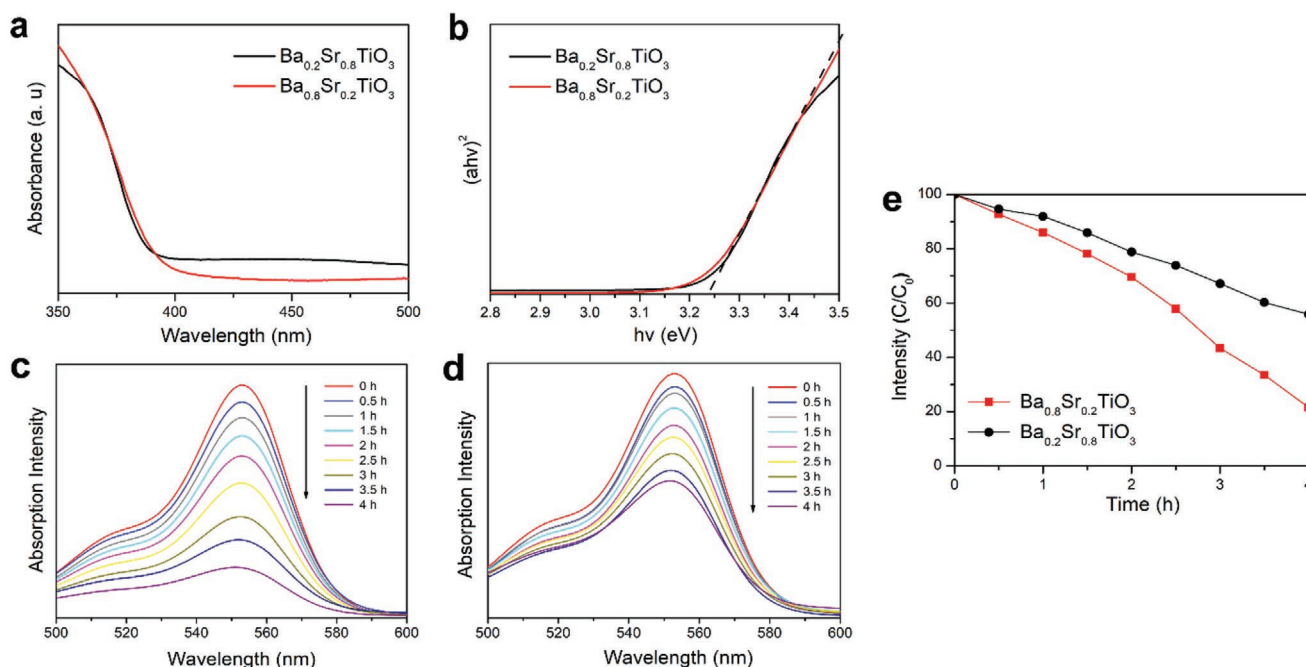 a
Ba0.2Sr0.8TiO3
Ba0.8Sr0.2TiO3
Absorbance (a. u)
350 400 450 500
Wavelength (nm)
b
Ba0.2Sr0.8TiO3
Ba0.8Sr0.2TiO3
(ahv)2
2.8 2.9 3.0 3.1 3.2 3.3 3.4 3.5
hv (eV)
c
0 h
0.5 h
1 h
1.5 h
2 h
2.5 h
3 h
3.5 h
4 h
Absorption Intensity
500 520 540 560 580 600
Wavelength (nm)
d
0 h
0.5 h
1 h
1.5 h
2 h
2.5 h
3 h
3.5 h
4 h
Absorption Intensity
500 520 540 560 580 600
Wavelength (nm)
e
100
80
60
40
20
0
Intensity (C/C0)
Ba0.8Sr0.2TiO3
Ba0.2Sr0.8TiO3
0 1 2 3 4
Time (h)